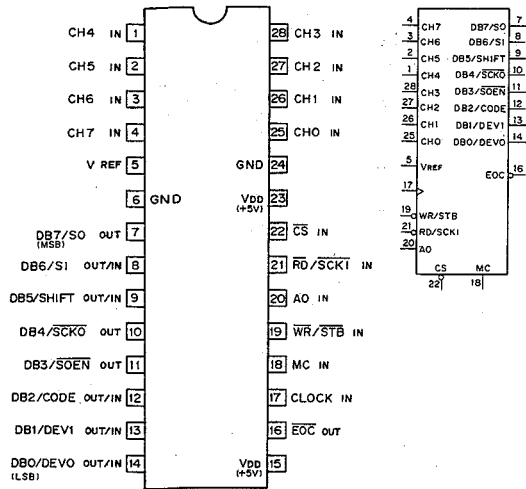 CH4 IN 1
CH5 IN 2
CH6 IN 3
CH7 IN 4
V REF 5
6 GND
DB7/SO OUT 7
(MSB)
DB6/SI OUT/IN 8
DB5/SHIFT OUT/IN 9
DB4/SCKO OUT 10
DB3/SOEN OUT 11
DB2/CODE OUT/IN 12
DB1/DEV1 OUT/IN 13
DB0/DEV0 OUT/IN 14
(LSB)
28 CH3 IN
27 CH2 IN
26 CH1 IN
25 CH0 IN
GND 24
VDD 23
(+5V)
22 CS IN
21 RD/SCKI IN
20 A0 IN
19 WR/STB IN
18 MC IN
17 CLOCK IN
16 EOC OUT
VDD 15
(+5V)
4 CH7
3 CH6
2 CH5
1 CH4
28 CH3
27 CH2
26 CH1
25 CH0
5 VREF
17
19 WR/STB
21 RD/SCKI
20 A0
DB7/SO 7
DB6/SI 8
DB5/SHIFT 9
DB4/SCKO 10
DB3/SOEN 11
DB2/CODE 12
DB1/DEV1 13
DB0/DEV0 14
EOC 16
CS MC
22 18